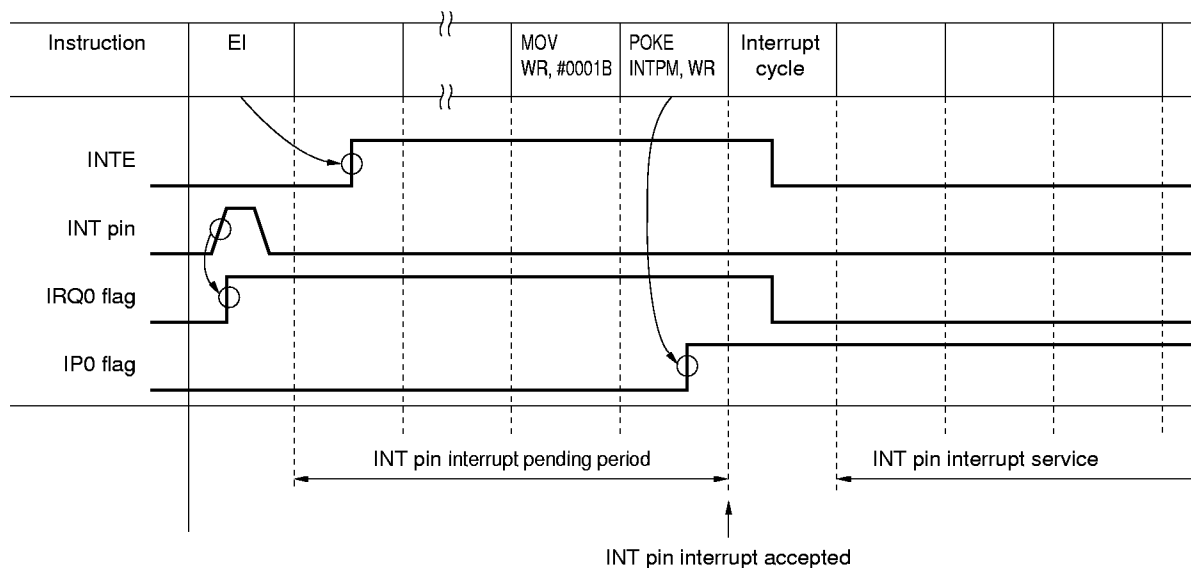 Instruction EI MOV POKE Interrupt
WR, #0001B INTPM, WR cycle
INTE
INT pin
IRQ0 flag
IP0 flag
INT pin interrupt pending period INT pin interrupt service
INT pin interrupt accepted